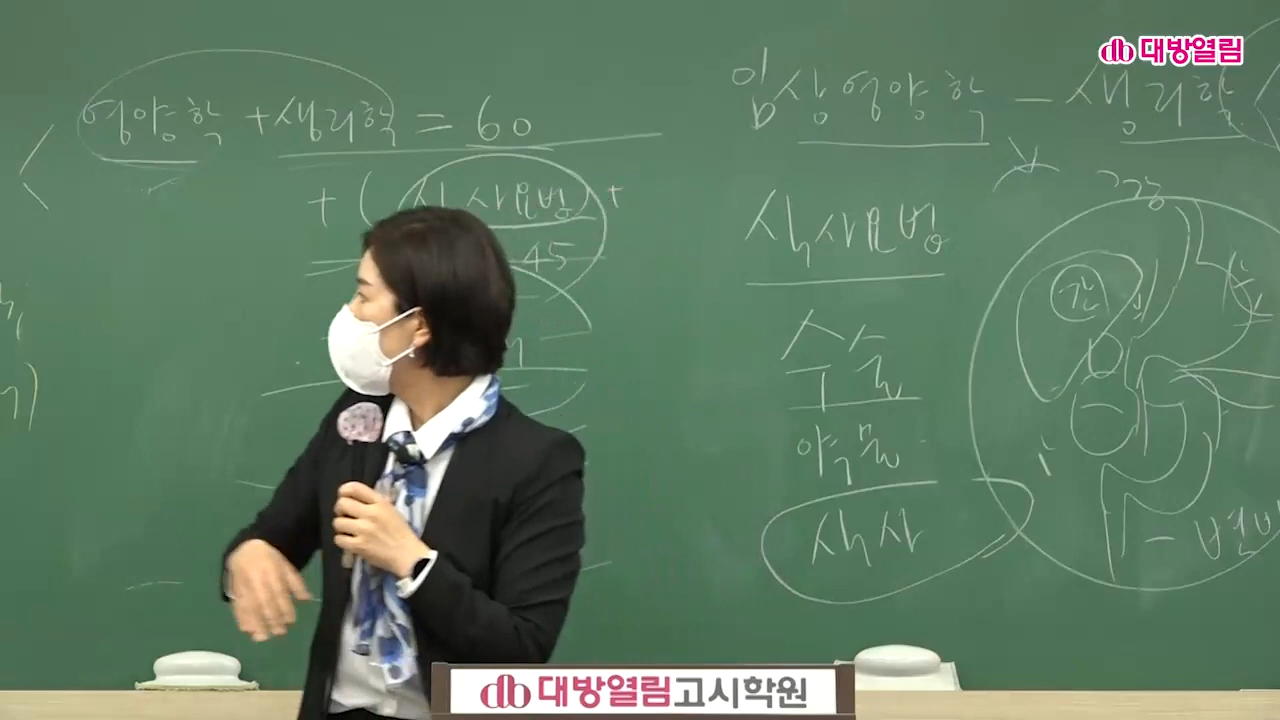 대방열림
영양학 + 생리학 = 60
+ ( 식사요법 ) +
45
임상영양학 - 생리학
식사요법
수술
약물
식사
간
- 변비
대방열림고시학원